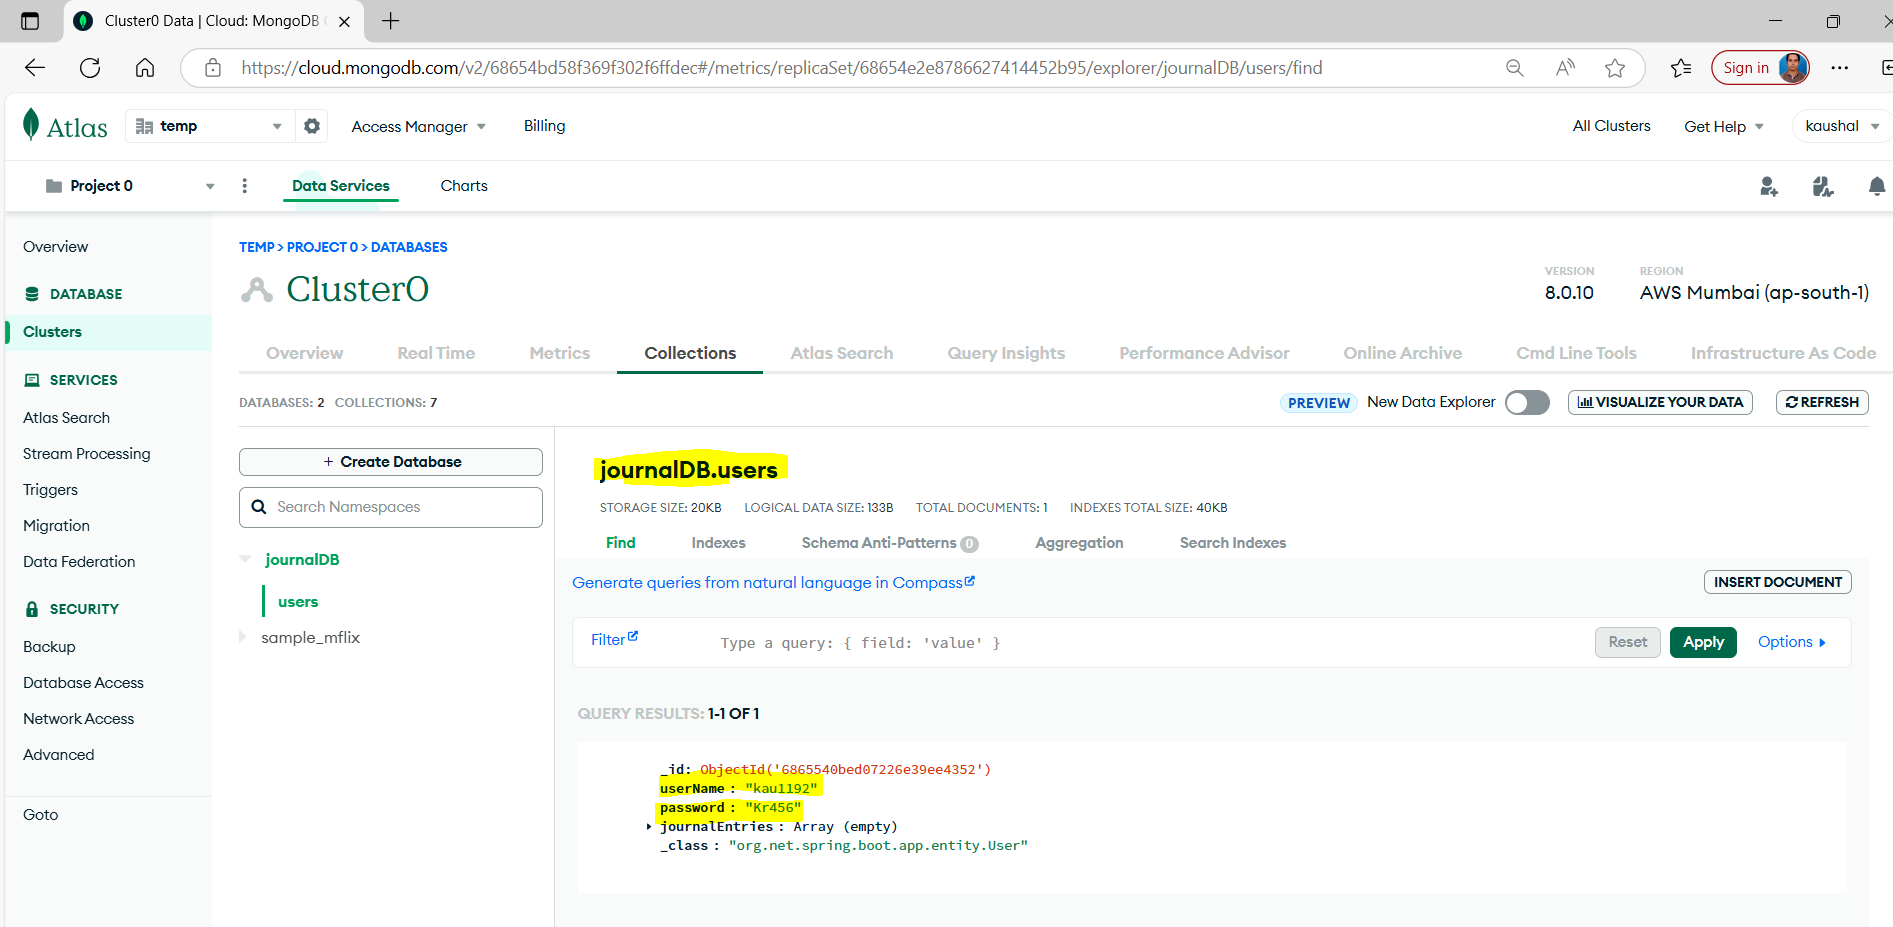 Cluster0 Data | Cloud: MongoDB
https://cloud.mongodb.com/v2/68654bd58f369f302f6ffdec#/metrics/replicaSet/68654e2e8786627414452b95/explorer/journalDB/users/find
Sign in
Atlas
temp
Access Manager
Billing
All Clusters
Get Help
kaushal
Project 0
Data Services
Charts
Overview
DATABASE
Clusters
SERVICES
Atlas Search
Stream Processing
Triggers
Migration
Data Federation
SECURITY
Backup
Database Access
Network Access
Advanced
Goto
TEMP > PROJECT 0 > DATABASES
Cluster0
VERSION
8.0.10
REGION
AWS Mumbai (ap-south-1)
Overview
Real Time
Metrics
Collections
Atlas Search
Query Insights
Performance Advisor
Online Archive
Cmd Line Tools
Infrastructure As Code
DATABASES: 2 COLLECTIONS: 7
PREVIEW New Data Explorer
VISUALIZE YOUR DATA
REFRESH
+ Create Database
Search Namespaces
journalDB
users
sample_mflix
journalDB.users
STORAGE SIZE: 20KB LOGICAL DATA SIZE: 133B TOTAL DOCUMENTS: 1 INDEXES TOTAL SIZE: 40KB
Find
Indexes
Schema Anti-Patterns 0
Aggregation
Search Indexes
Generate queries from natural language in Compass
INSERT DOCUMENT
Filter
Type a query: { field: 'value' }
Reset
Apply
Options
QUERY RESULTS: 1-1 OF 1
_id: ObjectId('6865540bed07226e39ee4352')
userName : "kau1192"
password : "Kr456"
journalEntries : Array (empty)
_class : "org.net.spring.boot.app.entity.User"